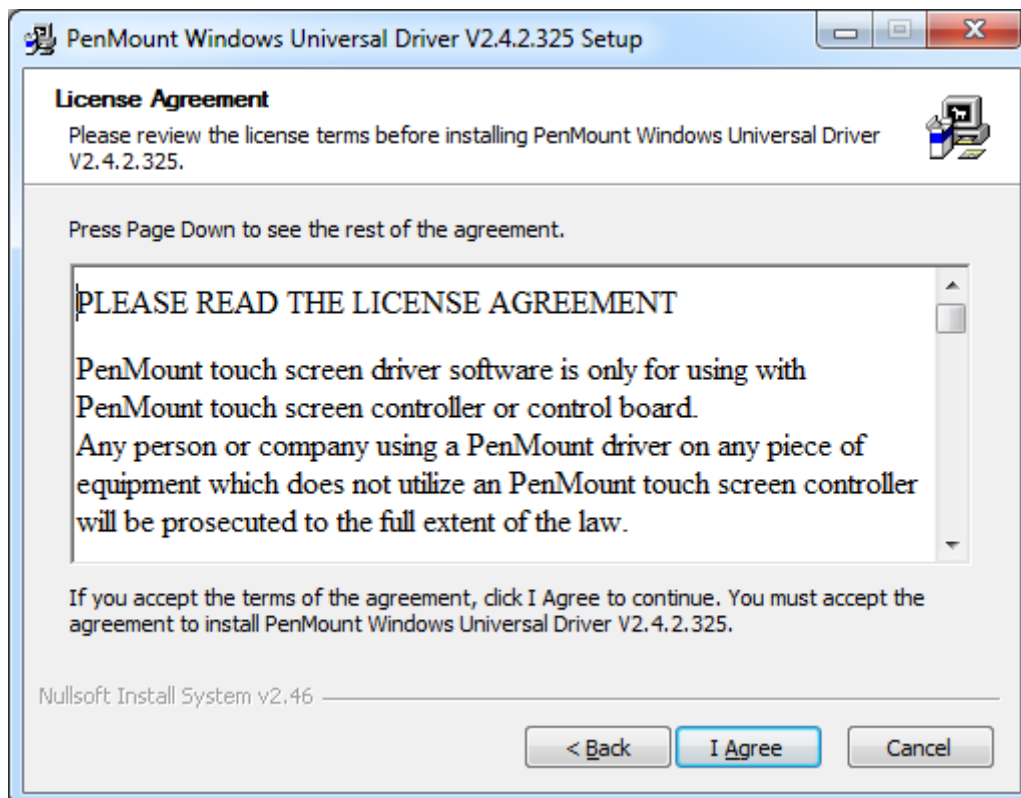 PenMount Windows Universal Driver V2.4.2.325 Setup
License Agreement
Please review the license terms before installing PenMount Windows Universal Driver
V2.4.2.325.
Press Page Down to see the rest of the agreement.
PLEASE READ THE LICENSE AGREEMENT
PenMount touch screen driver software is only for using with
PenMount touch screen controller or control board.
Any person or company using a PenMount driver on any piece of
equipment which does not utilize an PenMount touch screen controller
will be prosecuted to the full extent of the law.
If you accept the terms of the agreement, click I Agree to continue. You must accept the
agreement to install PenMount Windows Universal Driver V2.4.2.325.
Nullsoft Install System v2.46
< Back I Agree Cancel